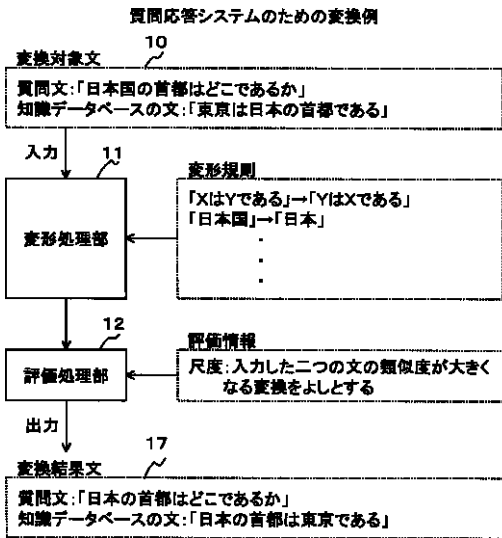 質問応答システムのための変換例
10
変換対象文
質問文:「日本国の首都はどこであるか」
知識データベースの文:「東京は日本の首都である」
入力
11
変形規則
変形処理部
「XはYである」→「YはXである」
「日本国」→「日本」
・
・
・
12
評価情報
評価処理部
尺度:入力した二つの文の類似度が大きく
なる変換をよしとする
出力
17
変換結果文
質問文:「日本の首都はどこであるか」
知識データベースの文:「日本の首都は東京である」